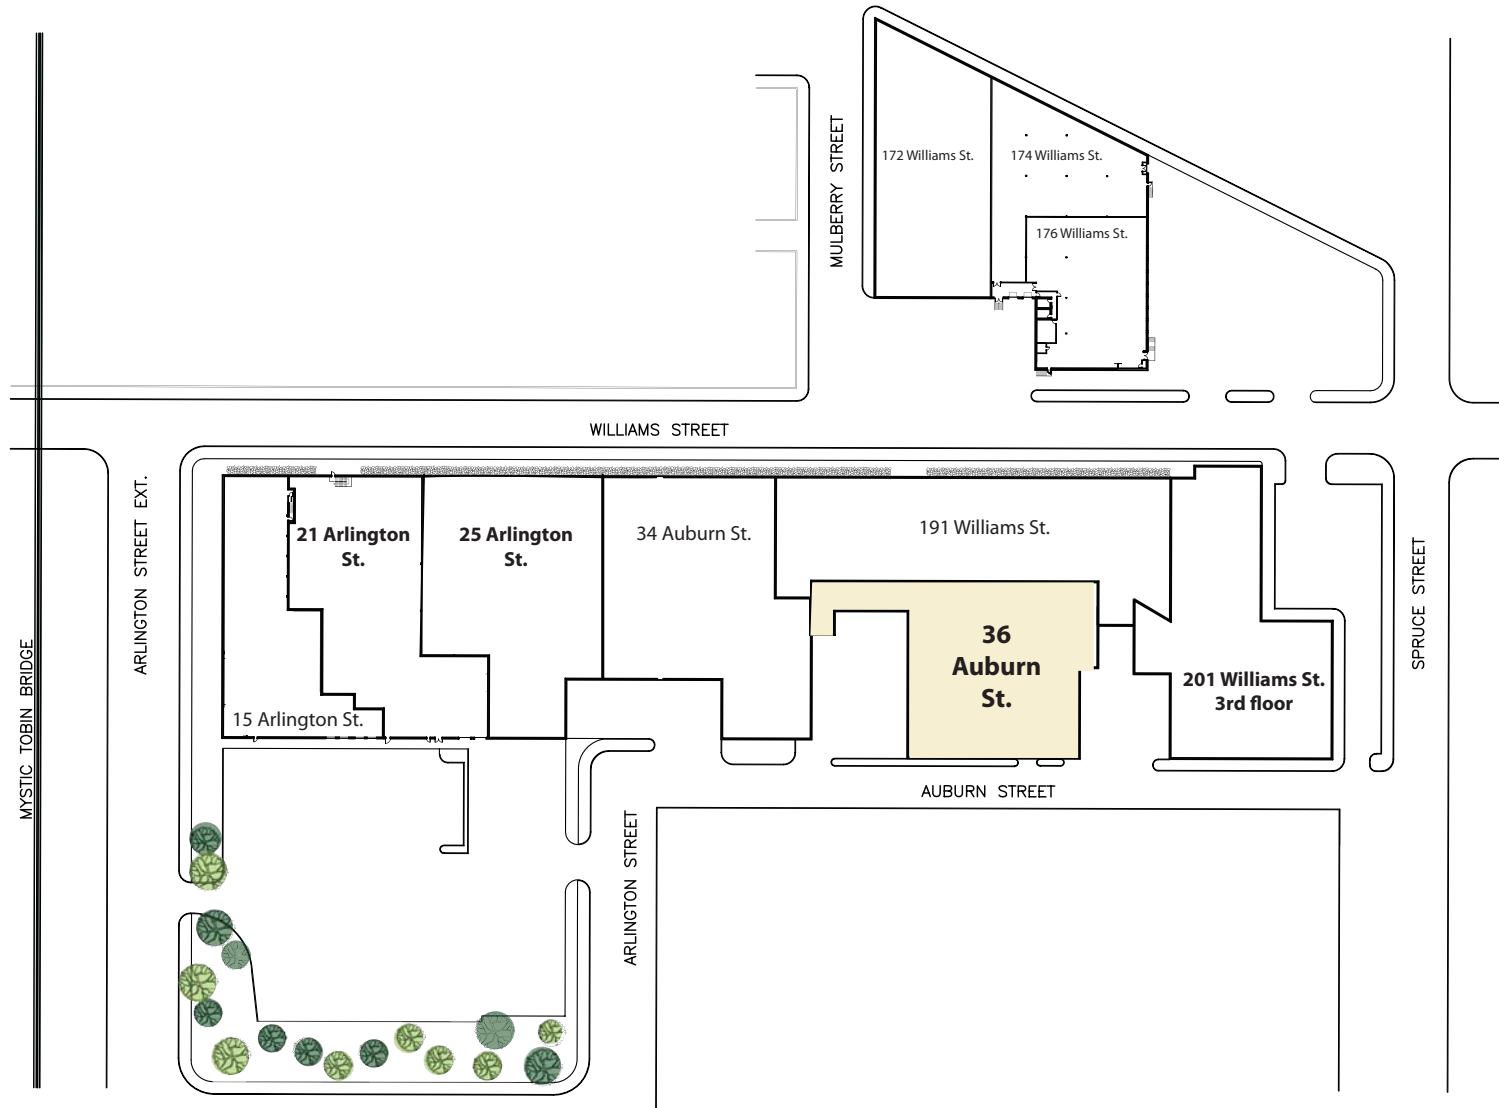 MULBERRY STREET
172 Williams St.
174 Williams St.
176 Williams St.
WILLIAMS STREET
MYSTIC TOBIN BRIDGE
ARLINGTON STREET EXT.
21 Arlington
St.
25 Arlington
St.
34 Auburn St.
191 Williams St.
SPRUCE STREET
36
Auburn
St.
201 Williams St.
3rd floor
15 Arlington St.
AUBURN STREET
ARLINGTON STREET